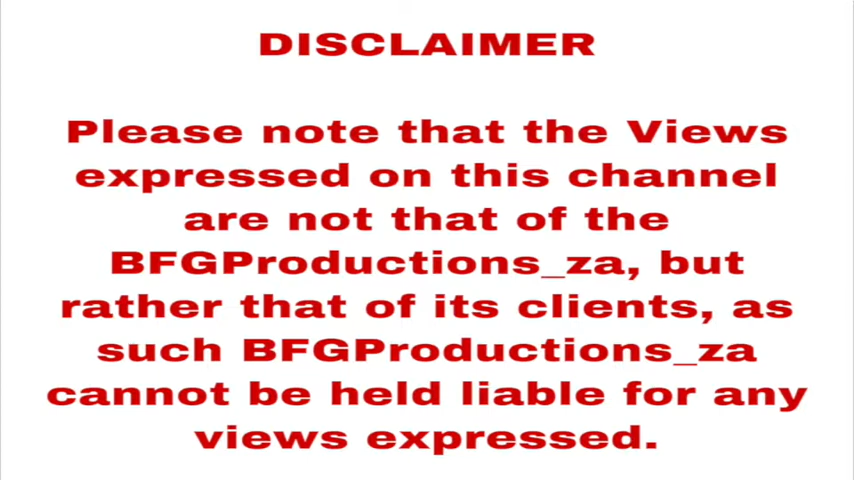 DISCLAIMER
Please note that the Views
expressed on this channel
are not that of the
BFGProductions_za, but
rather that of its clients, as
such BFGProductions_za
cannot be held liable for any
views expressed.